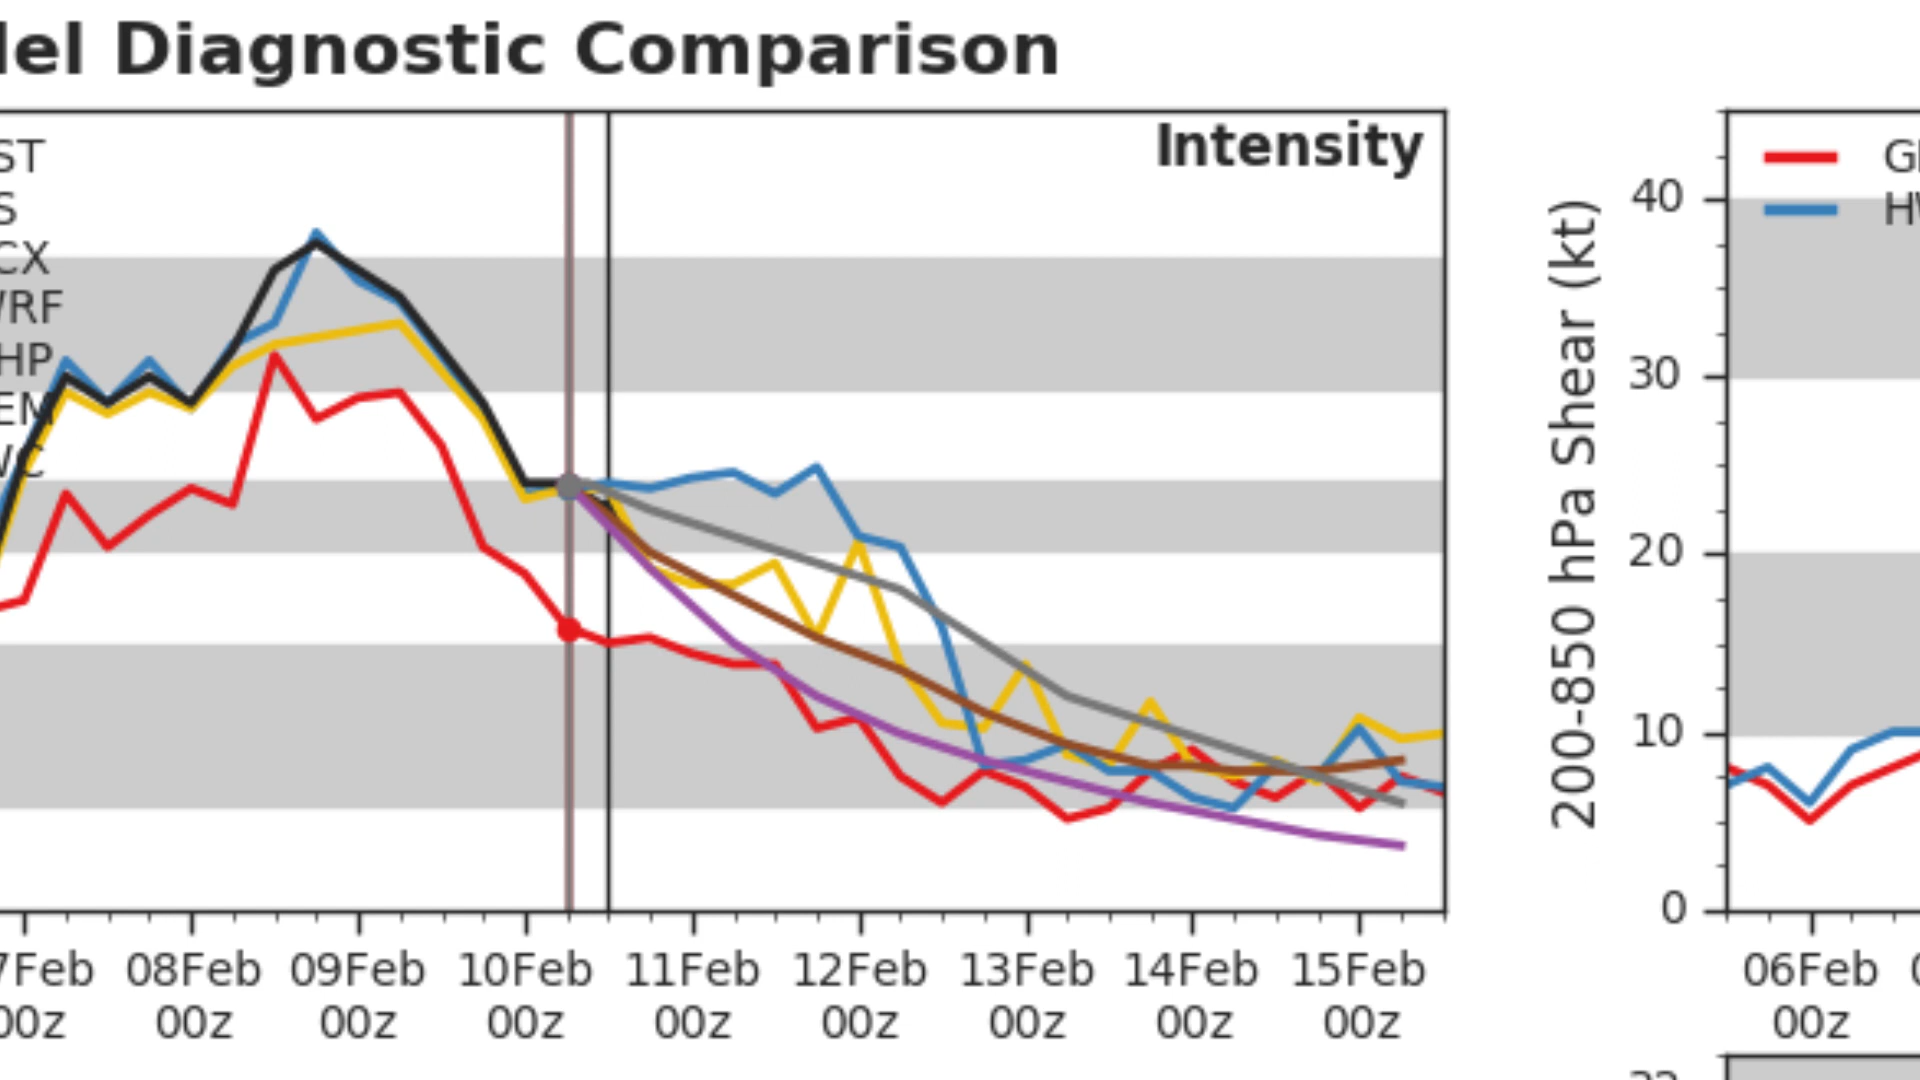 del Diagnostic Comparison
Intensity
ST
S
CX
WRF
HP
EM
WC
7Feb 08Feb 09Feb 10Feb 11Feb 12Feb 13Feb 14Feb 15Feb
00z 00z 00z 00z 00z 00z 00z 00z 00z
200-850 hPa Shear (kt)
40
30
20
10
0
06Feb
00z